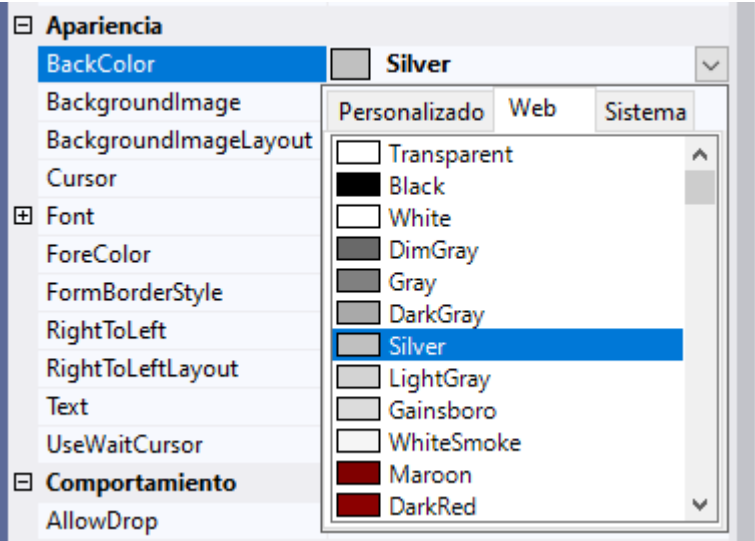 Apariencia
BackColor Silver
BackgroundImage
BackgroundImageLayout
Cursor
Font
ForeColor
FormBorderStyle
RightToLeft
RightToLeftLayout
Text
UseWaitCursor
Comportamiento
AllowDrop
Personalizado Web Sistema
Transparent
Black
White
DimGray
Gray
DarkGray
Silver
LightGray
Gainsboro
WhiteSmoke
Maroon
DarkRed